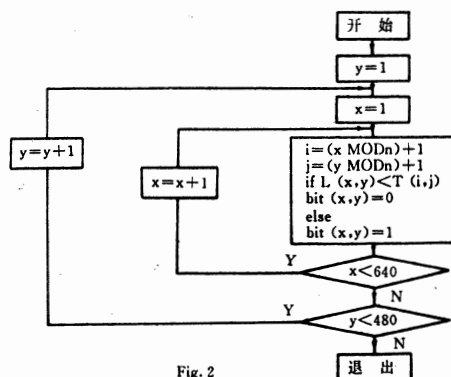 开 始
y=1
x=1
y=y+1
x=x+1
i=(x MODn)+1
j=(y MODn)+1
if L (x,y)<T (i,j)
bit (x,y)=0
else
bit (x,y)=1
Y
x<640
N
Y
y<480
N
退 出
Fig. 2